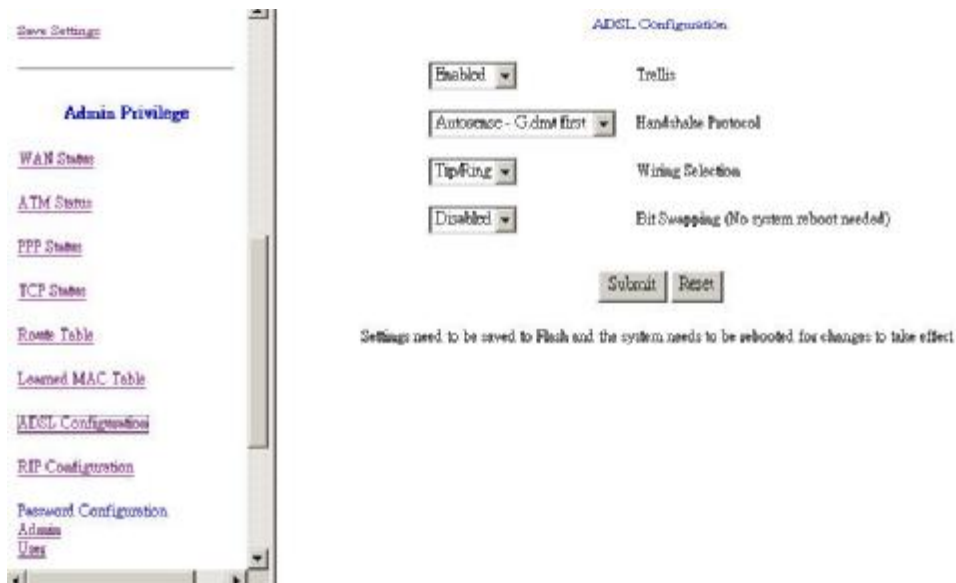 Save Settings
Admin Privilege
WAN Status
ATM Status
PPP Status
TCP Status
Route Table
Learned MAC Table
ADSL Configuration
RIP Configuration
Password Configuration
Admin
User
ADSL Configuration
Enabled Trellis
Autosense - G.dmt first Handshake Protocol
Tip/Ring Wiring Selection
Disabled Bit Swapping (No system reboot needed)
Submit Reset
Settings need to be saved to Flash and the system needs to be rebooted for changes to take effect